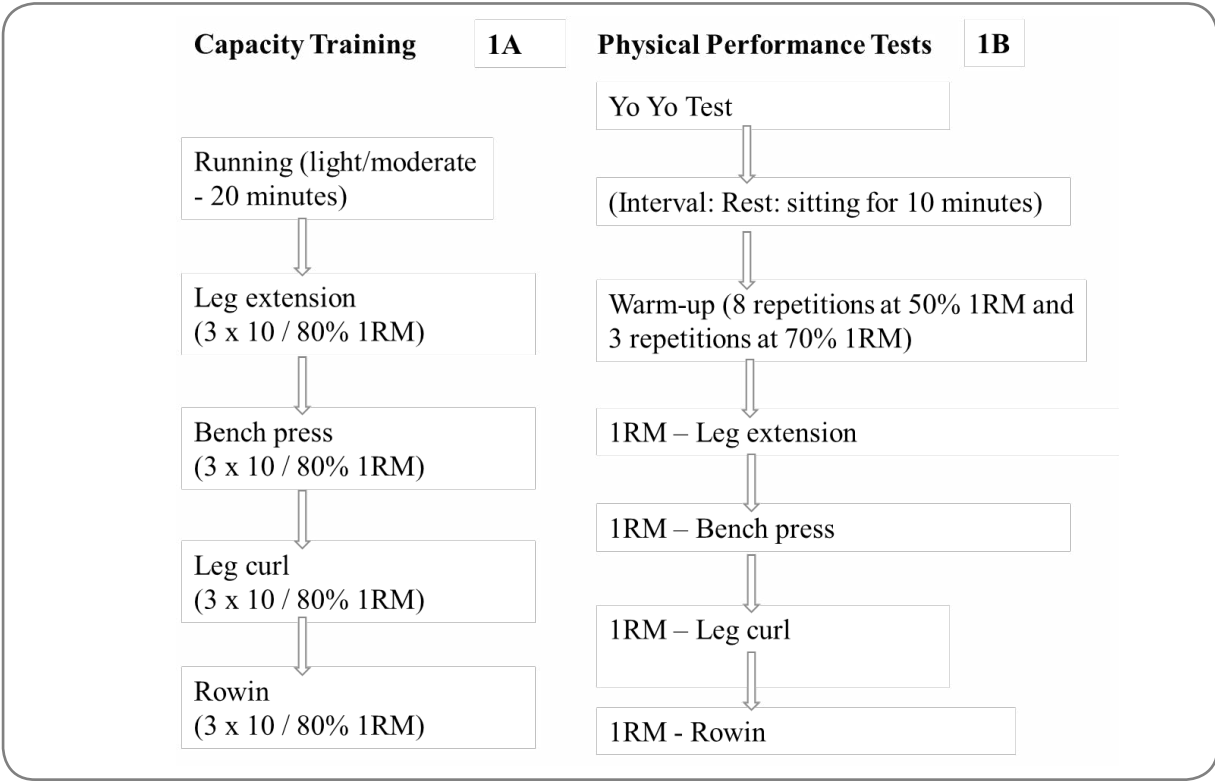 Capacity Training 1A
Running (light/moderate
- 20 minutes)
Leg extension
(3 x 10 / 80% 1RM)
Bench press
(3 x 10 / 80% 1RM)
Leg curl
(3 x 10 / 80% 1RM)
Rowin
(3 x 10 / 80% 1RM)
Physical Performance Tests 1B
Yo Yo Test
(Interval: Rest: sitting for 10 minutes)
Warm-up (8 repetitions at 50% 1RM and
3 repetitions at 70% 1RM)
1RM – Leg extension
1RM – Bench press
1RM – Leg curl
1RM - Rowin